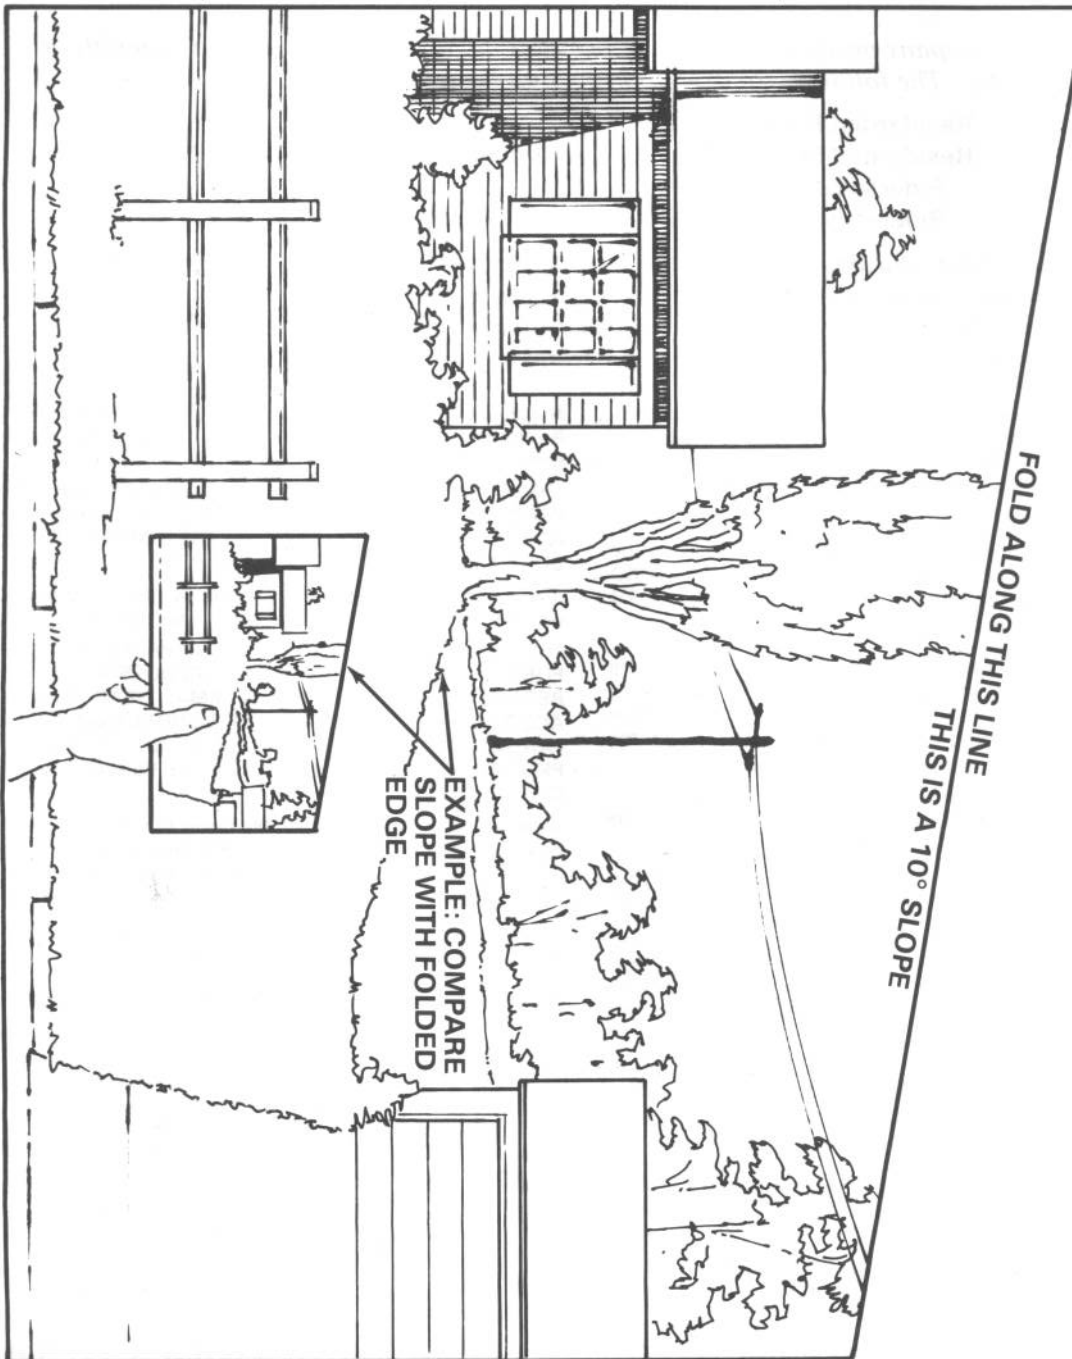 FOLD ALONG THIS LINE
THIS IS A 10° SLOPE
EXAMPLE: COMPARE
SLOPE WITH FOLDED
EDGE